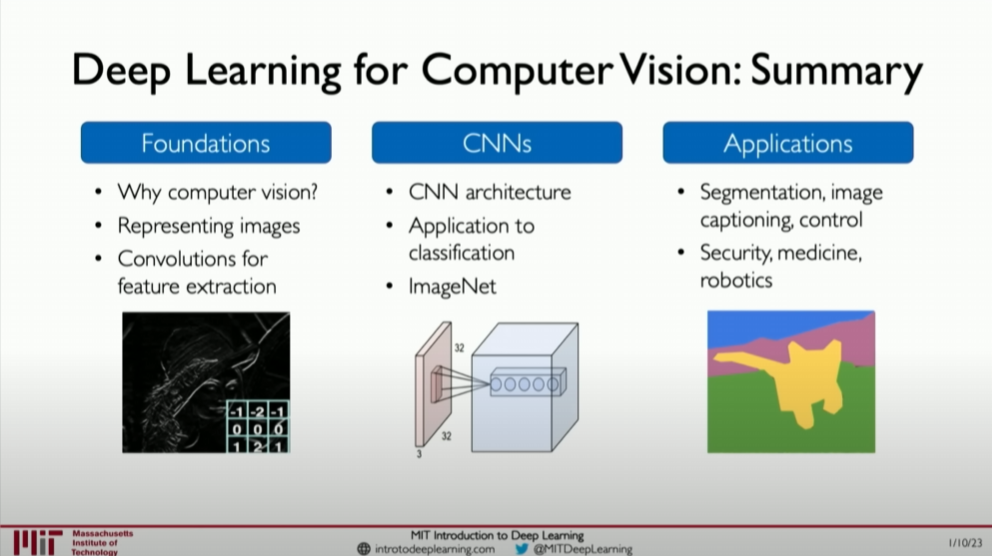 Deep Learning for Computer Vision: Summary
Foundations
• Why computer vision?
• Representing images
• Convolutions for
feature extraction
-1 -2 -1
0 0 0
1 2 1
CNNs
• CNN architecture
• Application to
classification
• ImageNet
32
32
3
Applications
• Segmentation, image
captioning, control
• Security, medicine,
robotics
Massachusetts
Institute of
Technology
MIT Introduction to Deep Learning
introtodeeplearning.com @MITDeepLearning
1/10/23